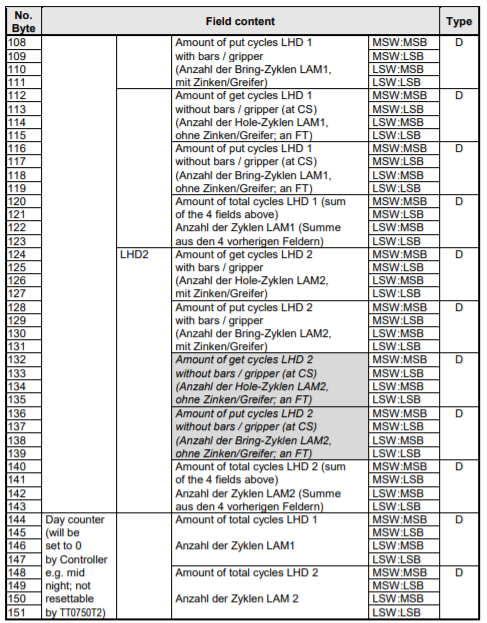 No. Byte Field content Type
108 Amount of put cycles LHD 1 MSW:MSB D
109 with bars / gripper MSW:LSB
110 (Anzahl der Bring-Zyklen LAM1, LSW:MSB
111 mit Zinken/Greifer) LSW:LSB
112 Amount of get cycles LHD 1 MSW:MSB D
113 without bars / gripper (at CS) MSW:LSB
114 (Anzahl der Hole-Zyklen LAM1, LSW:MSB
115 ohne Zinken/Greifer; an FT) LSW:LSB
116 Amount of put cycles LHD 1 MSW:MSB D
117 without bars / gripper (at CS) MSW:LSB
118 (Anzahl der Bring-Zyklen LAM1, LSW:MSB
119 ohne Zinken/Greifer; an FT) LSW:LSB
120 Amount of total cycles LHD 1 (sum MSW:MSB D
121 of the 4 fields above) MSW:LSB
122 Anzahl der Zyklen LAM1 (Summe LSW:MSB
123 aus den 4 vorherigen Feldern) LSW:LSB
124 LHD2 Amount of get cycles LHD 2 MSW:MSB D
125 with bars / gripper MSW:LSB
126 (Anzahl der Hole-Zyklen LAM2, LSW:MSB
127 mit Zinken/Greifer) LSW:LSB
128 Amount of put cycles LHD 2 MSW:MSB D
129 with bars / gripper MSW:LSB
130 (Anzahl der Bring-Zyklen LAM2, LSW:MSB
131 mit Zinken/Greifer) LSW:LSB
132 Amount of get cycles LHD 2 MSW:MSB D
133 without bars / gripper (at CS) MSW:LSB
134 (Anzahl der Hole-Zyklen LAM2, LSW:MSB
135 ohne Zinken/Greifer; an FT) LSW:LSB
136 Amount of put cycles LHD 2 MSW:MSB D
137 without bars / gripper (at CS) MSW:LSB
138 (Anzahl der Bring-Zyklen LAM2, LSW:MSB
139 ohne Zinken/Greifer; an FT) LSW:LSB
140 Amount of total cycles LHD 2 (sum MSW:MSB D
141 of the 4 fields above) MSW:LSB
142 Anzahl der Zyklen LAM2 (Summe LSW:MSB
143 aus den 4 vorherigen Feldern) LSW:LSB
144 Day counter Amount of total cycles LHD 1 MSW:MSB D
145 (will be MSW:LSB
146 set to 0 Anzahl der Zyklen LAM1 LSW:MSB
147 by Controller LSW:LSB
148 e.g. mid Amount of total cycles LHD 2 MSW:MSB D
149 night; not MSW:LSB
150 resettable Anzahl der Zyklen LAM 2 LSW:MSB
151 by TT0750T2) LSW:LSB